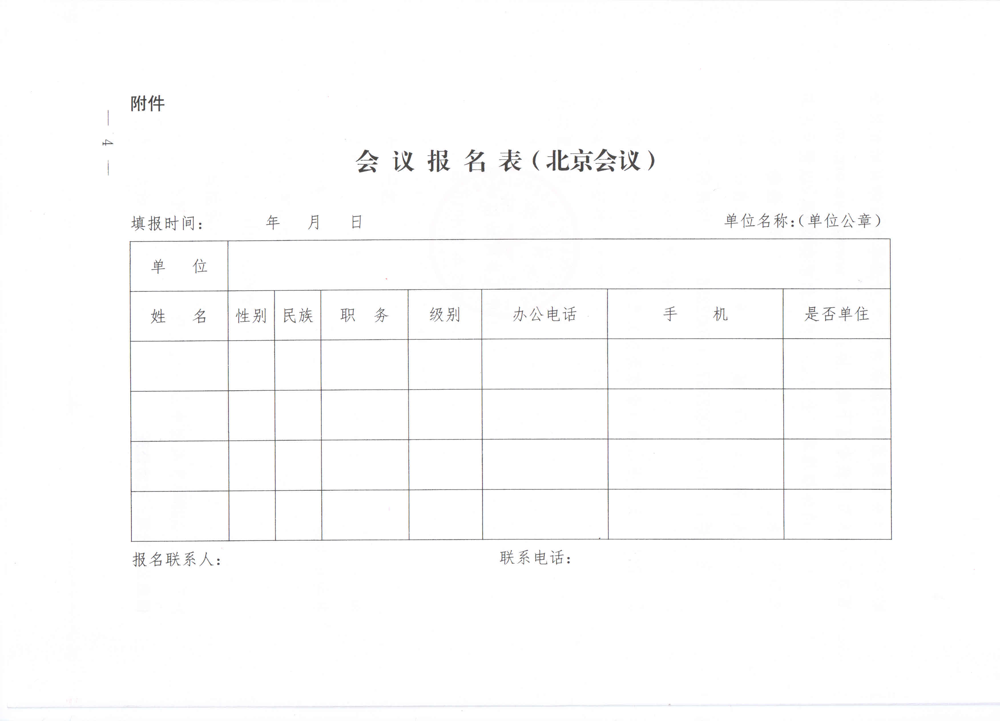 附件
— 4 —
会议报名表（北京会议）
填报时间： 年 月 日 单位名称：（单位公章）
单位
姓名 性别 民族 职务 级别 办公电话 手机 是否单住
报名联系人： 联系电话：